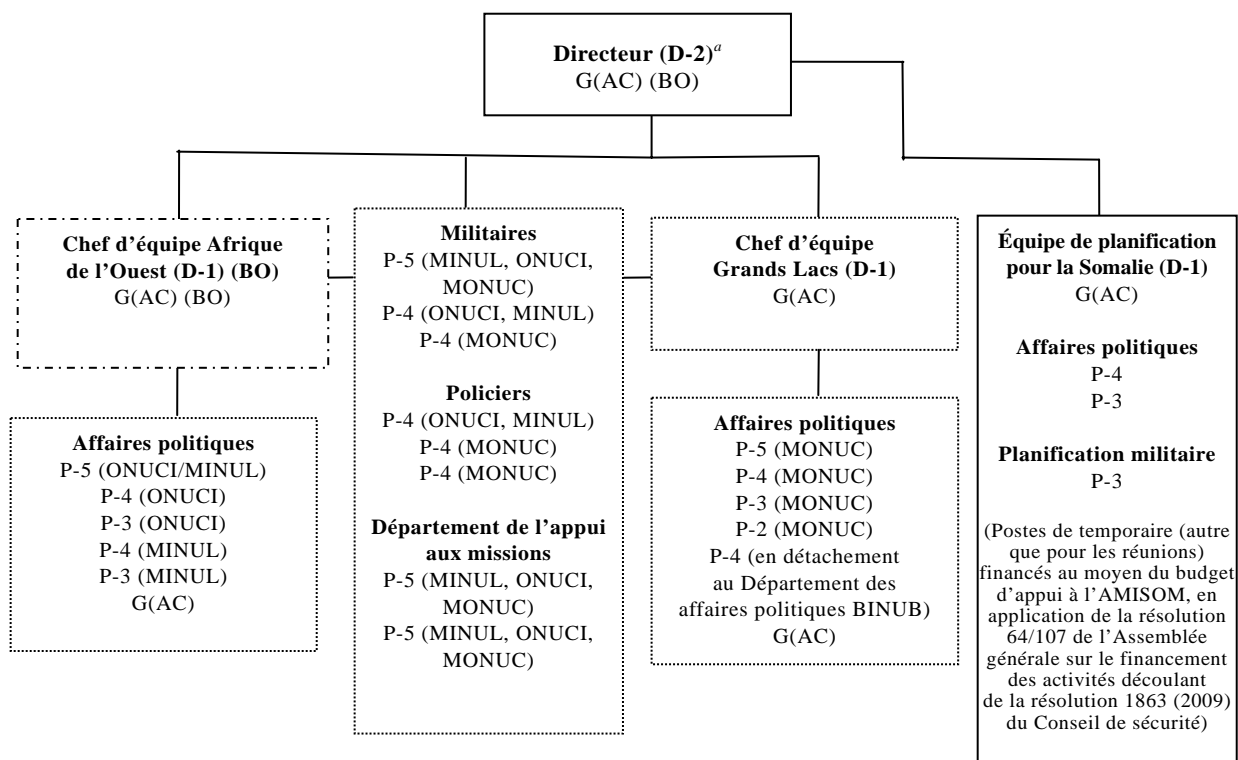 Directeur (D-2)a
G(AC) (BO)
Chef d'équipe Afrique
de l'Ouest (D-1) (BO)
G(AC) (BO)
Affaires politiques
P-5 (ONUCI/MINUL)
P-4 (ONUCI)
P-3 (ONUCI)
P-4 (MINUL)
P-3 (MINUL)
G(AC)
Militaires
P-5 (MINUL, ONUCI,
MONUC)
P-4 (ONUCI, MINUL)
P-4 (MONUC)
Policiers
P-4 (ONUCI, MINUL)
P-4 (MONUC)
P-4 (MONUC)
Département de l'appui
aux missions
P-5 (MINUL, ONUCI,
MONUC)
P-5 (MINUL, ONUCI,
MONUC)
Chef d'équipe
Grands Lacs (D-1)
G(AC)
Affaires politiques
P-5 (MONUC)
P-4 (MONUC)
P-3 (MONUC)
P-2 (MONUC)
P-4 (en détachement
au Département des
affaires politiques BINUB)
G(AC)
Équipe de planification
pour la Somalie (D-1)
G(AC)
Affaires politiques
P-4
P-3
Planification militaire
P-3
(Postes de temporaire (autre
que pour les réunions)
financés au moyen du budget
d'appui à l'AMISOM, en
application de la résolution
64/107 de l'Assemblée
générale sur le financement
des activités découlant
de la résolution 1863 (2009)
du Conseil de sécurité)